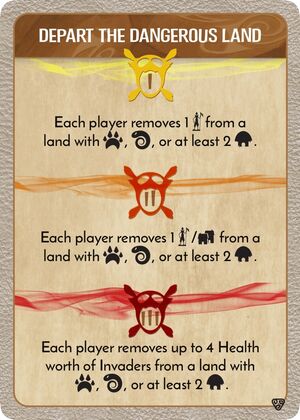 DEPART THE DANGEROUS LAND
I
Each player removes 1 from a
land with , , or at least 2 .
II
Each player removes 1 / from a
land with , , or at least 2 .
III
Each player removes up to 4 Health
worth of Invaders from a land with
, , or at least 2 .